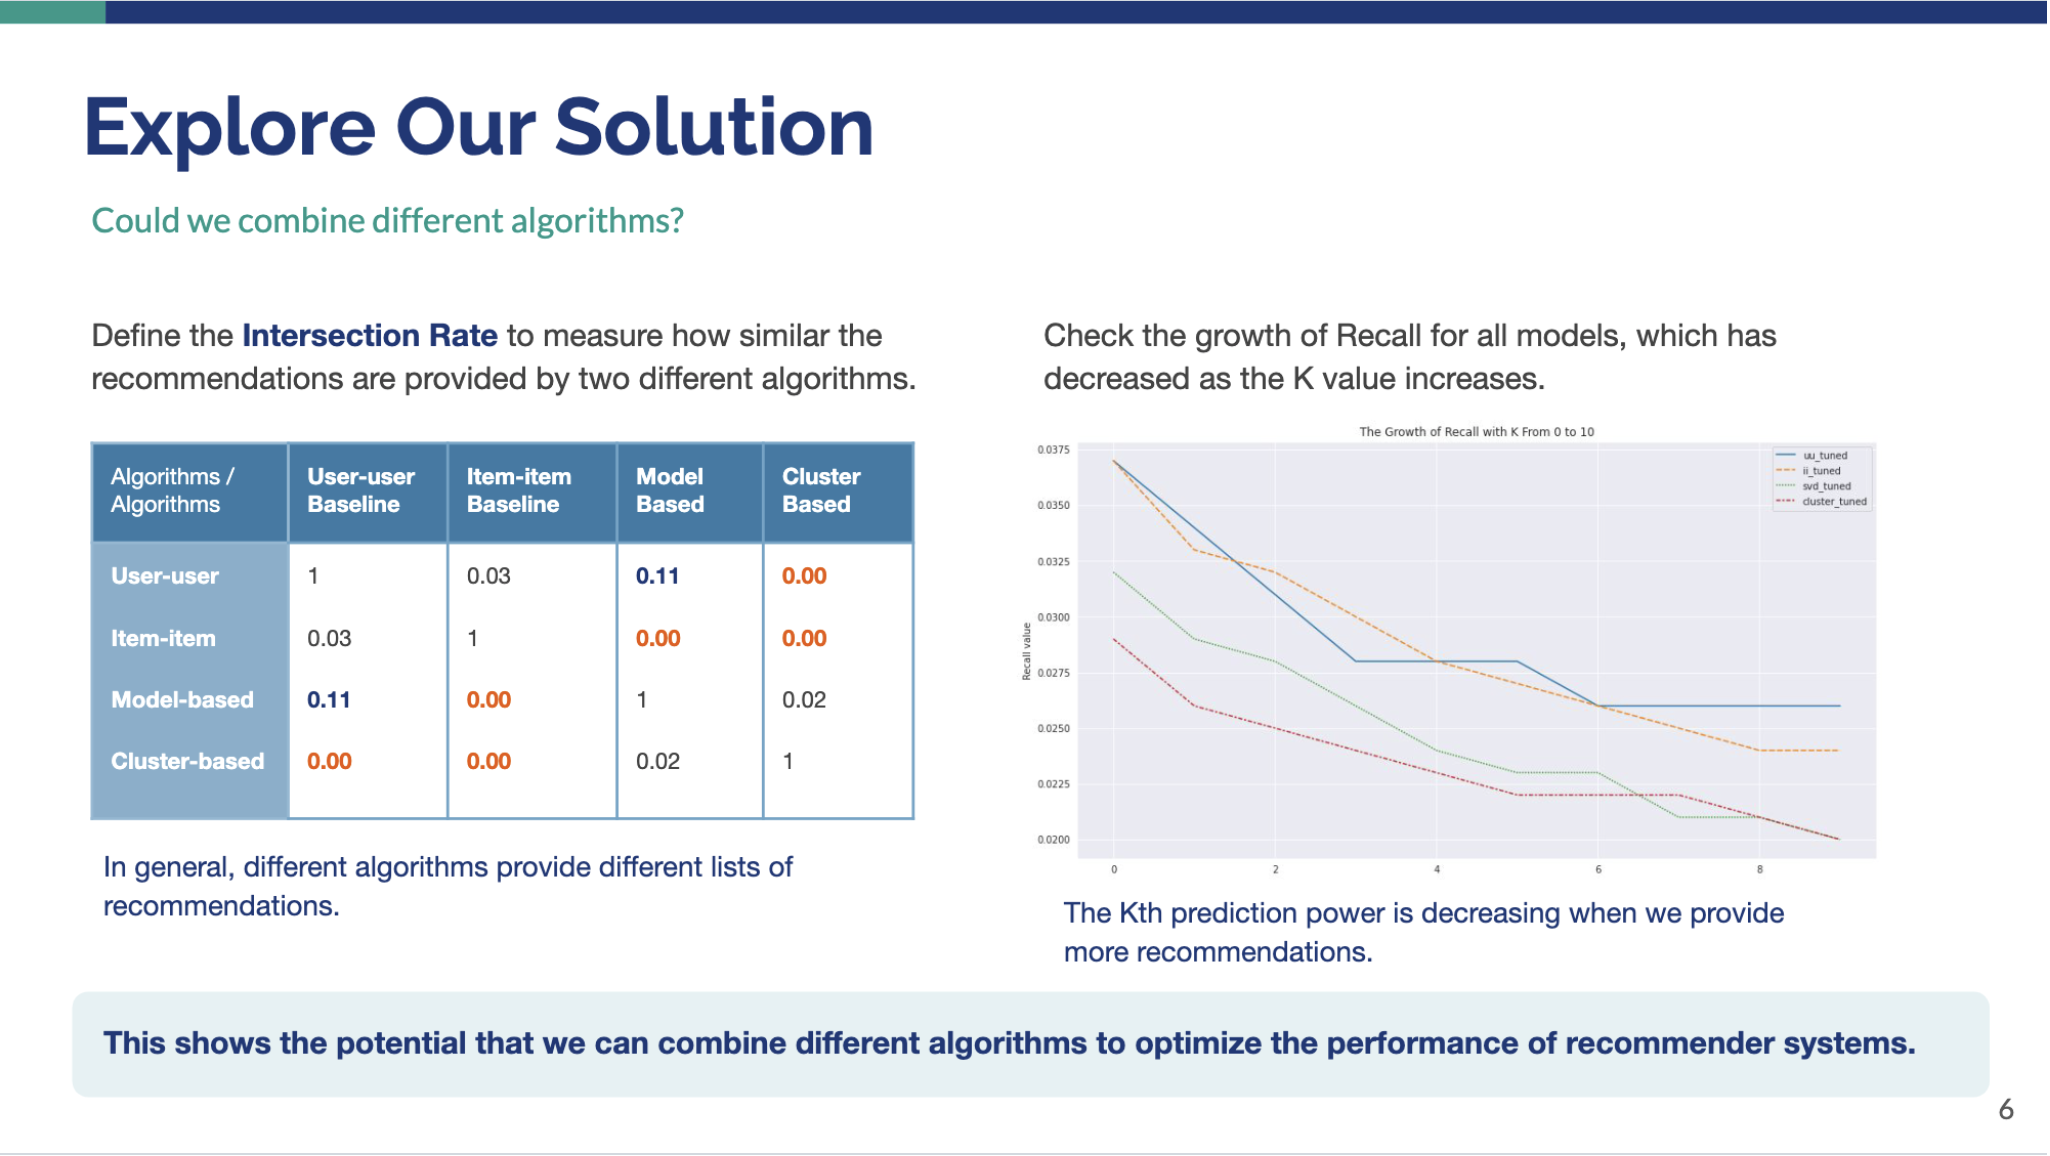 Explore Our Solution
Could we combine different algorithms?
Define the Intersection Rate to measure how similar the
recommendations are provided by two different algorithms.
Algorithms / Algorithms User-user Baseline Item-item Baseline Model Based Cluster Based
User-user 1 0.03 0.11 0.00
Item-item 0.03 1 0.00 0.00
Model-based 0.11 0.00 1 0.02
Cluster-based 0.00 0.00 0.02 1
In general, different algorithms provide different lists of
recommendations.
Check the growth of Recall for all models, which has
decreased as the K value increases.
The Growth of Recall with K From 0 to 10
uu_tuned
ii_tuned
svd_tuned
cluster_tuned
Recall value
0.0375
0.0350
0.0325
0.0300
0.0275
0.0250
0.0225
0.0200
0 2 4 6 8
The Kth prediction power is decreasing when we provide
more recommendations.
This shows the potential that we can combine different algorithms to optimize the performance of recommender systems.
6